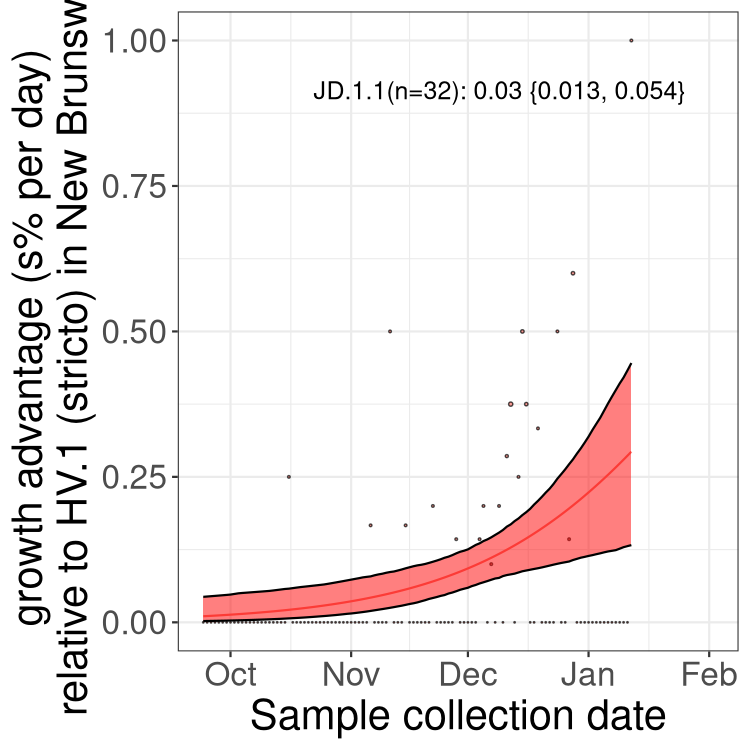 growth advantage (s% per day)
relative to HV.1 (stricto) in New Brunsw
1.00
0.75
0.50
0.25
0.00
JD.1.1(n=32): 0.03 {0.013, 0.054}
Oct Nov Dec Jan Feb
Sample collection date